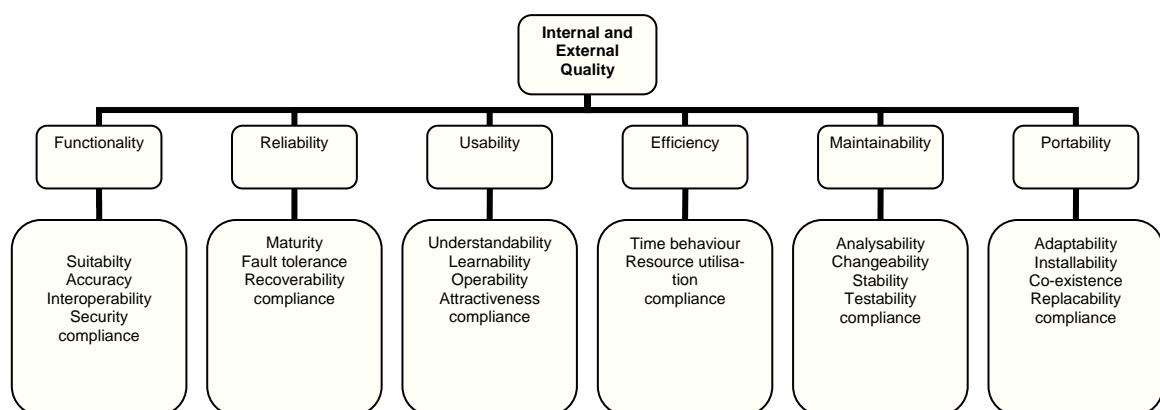 Internal and
External
Quality
Functionality
Reliability
Usability
Efficiency
Maintainability
Portability
Suitabilty
Accuracy
Interoperability
Security
compliance
Maturity
Fault tolerance
Recoverability
compliance
Understandability
Learnability
Operability
Attractiveness
compliance
Time behaviour
Resource utilisa-
tion
compliance
Analysability
Changeability
Stability
Testability
compliance
Adaptability
Installability
Co-existence
Replacability
compliance